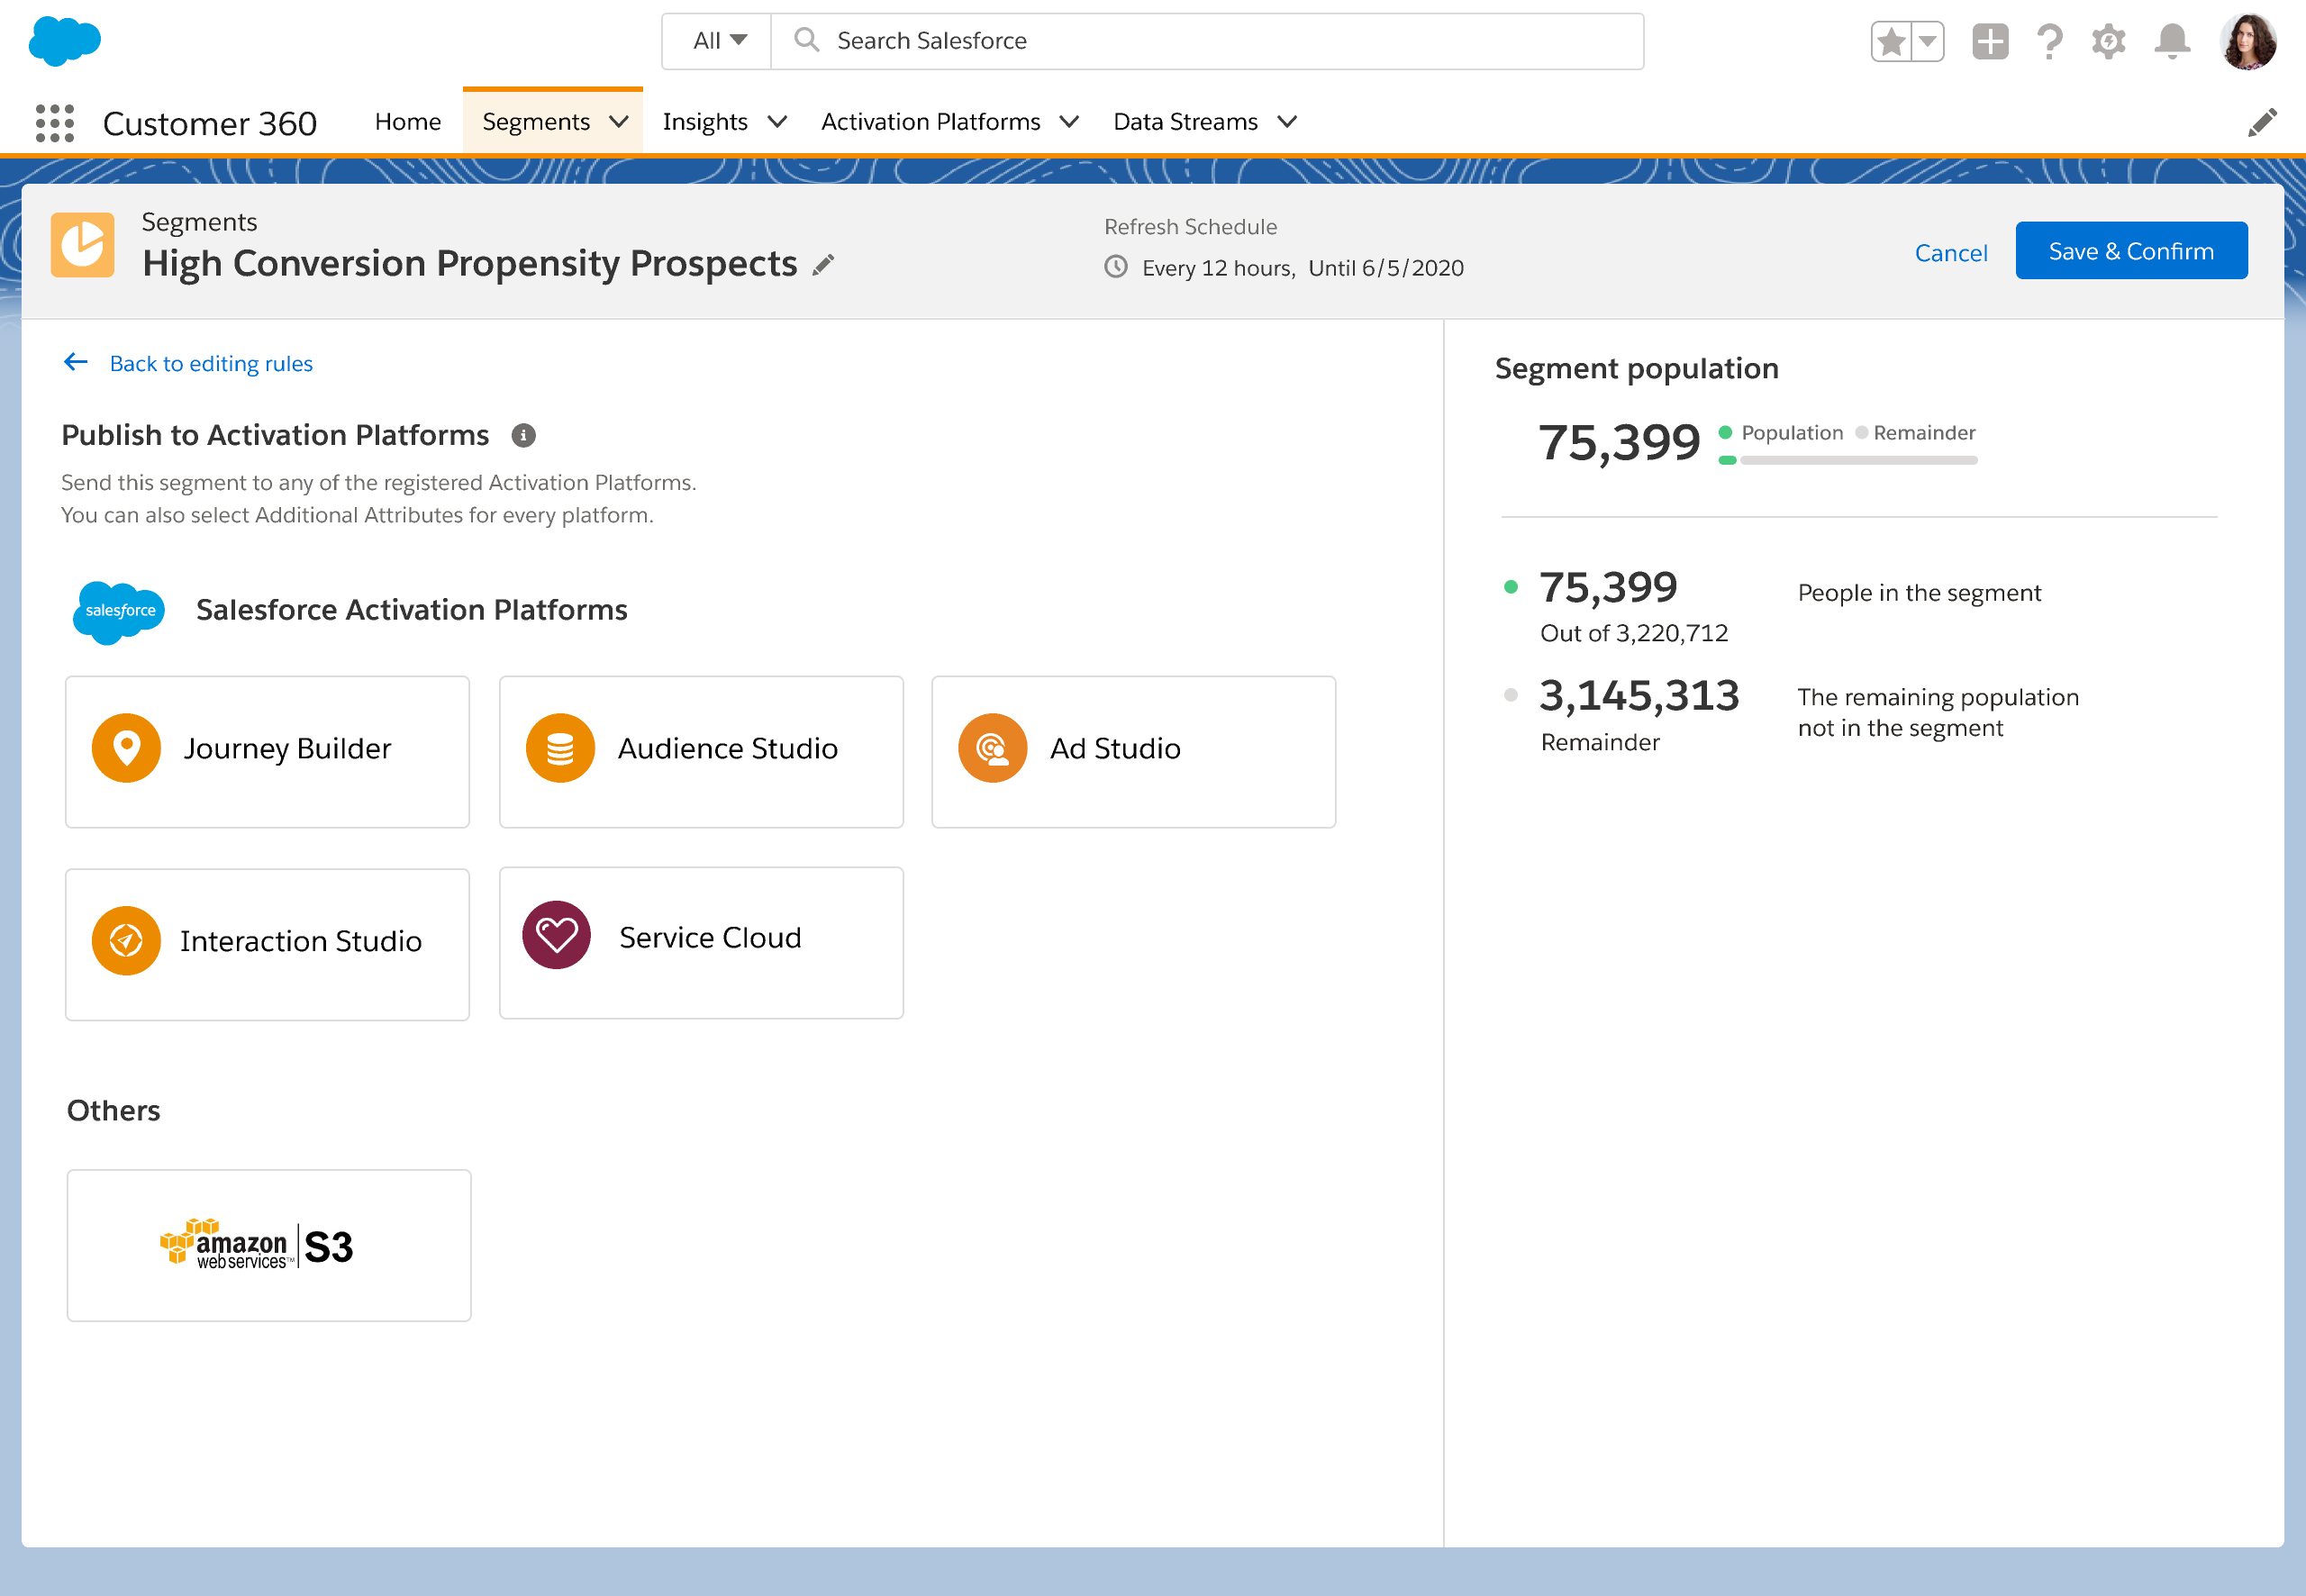 All
Search Salesforce
Customer 360
Home
Segments
Insights
Activation Platforms
Data Streams
Segments
High Conversion Propensity Prospects
Refresh Schedule
Every 12 hours, Until 6/5/2020
Cancel
Save & Confirm
Back to editing rules
Publish to Activation Platforms
Send this segment to any of the registered Activation Platforms.
You can also select Additional Attributes for every platform.
salesforce
Salesforce Activation Platforms
Journey Builder
Audience Studio
Ad Studio
Interaction Studio
Service Cloud
Others
amazon
web services™
S3
Segment population
75,399
Population
Remainder
75,399
Out of 3,220,712
People in the segment
3,145,313
Remainder
The remaining population
not in the segment